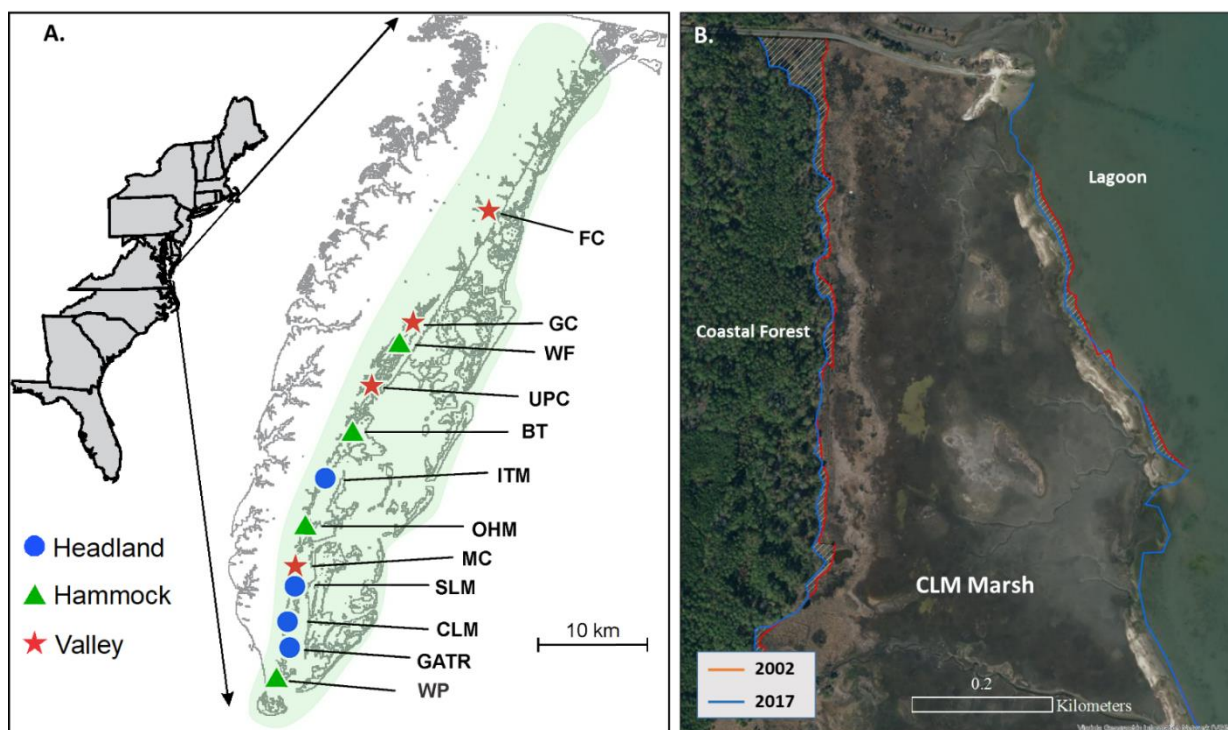 A.
FC
GC
WF
UPC
BT
ITM
OHM
MC
SLM
CLM
GATR
WP
Headland
Hammock
Valley
10 km
B.
Lagoon
Coastal Forest
CLM Marsh
2002
2017
0.2
Kilometers